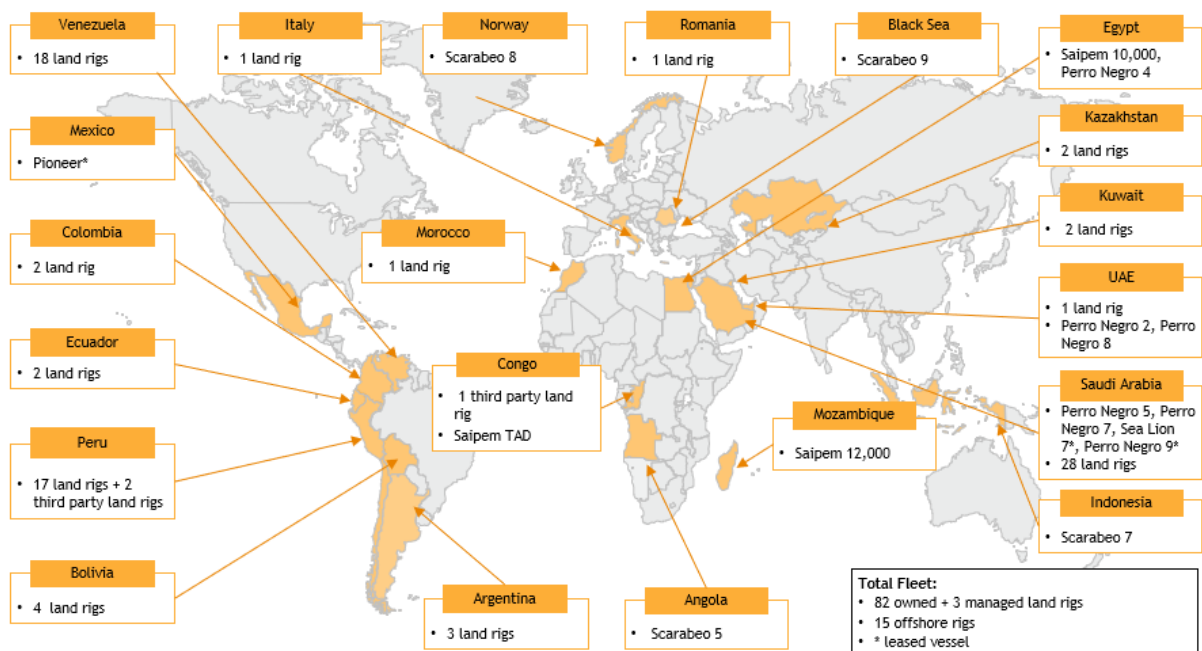 Venezuela
• 18 land rigs
Italy
• 1 land rig
Norway
• Scarabeo 8
Romania
• 1 land rig
Black Sea
• Scarabeo 9
Egypt
• Saipem 10,000,
Perro Negro 4
Mexico
• Pioneer*
Kazakhstan
• 2 land rigs
Kuwait
• 2 land rigs
Colombia
• 2 land rig
Morocco
• 1 land rig
UAE
• 1 land rig
• Perro Negro 2, Perro
Negro 8
Ecuador
• 2 land rigs
Congo
• 1 third party land
rig
• Saipem TAD
Mozambique
• Saipem 12,000
Saudi Arabia
• Perro Negro 5, Perro
Negro 7, Sea Lion
7*, Perro Negro 9*
• 28 land rigs
Peru
• 17 land rigs + 2
third party land rigs
Indonesia
• Scarabeo 7
Bolivia
• 4 land rigs
Argentina
• 3 land rigs
Angola
• Scarabeo 5
Total Fleet:
• 82 owned + 3 managed land rigs
• 15 offshore rigs
• * leased vessel